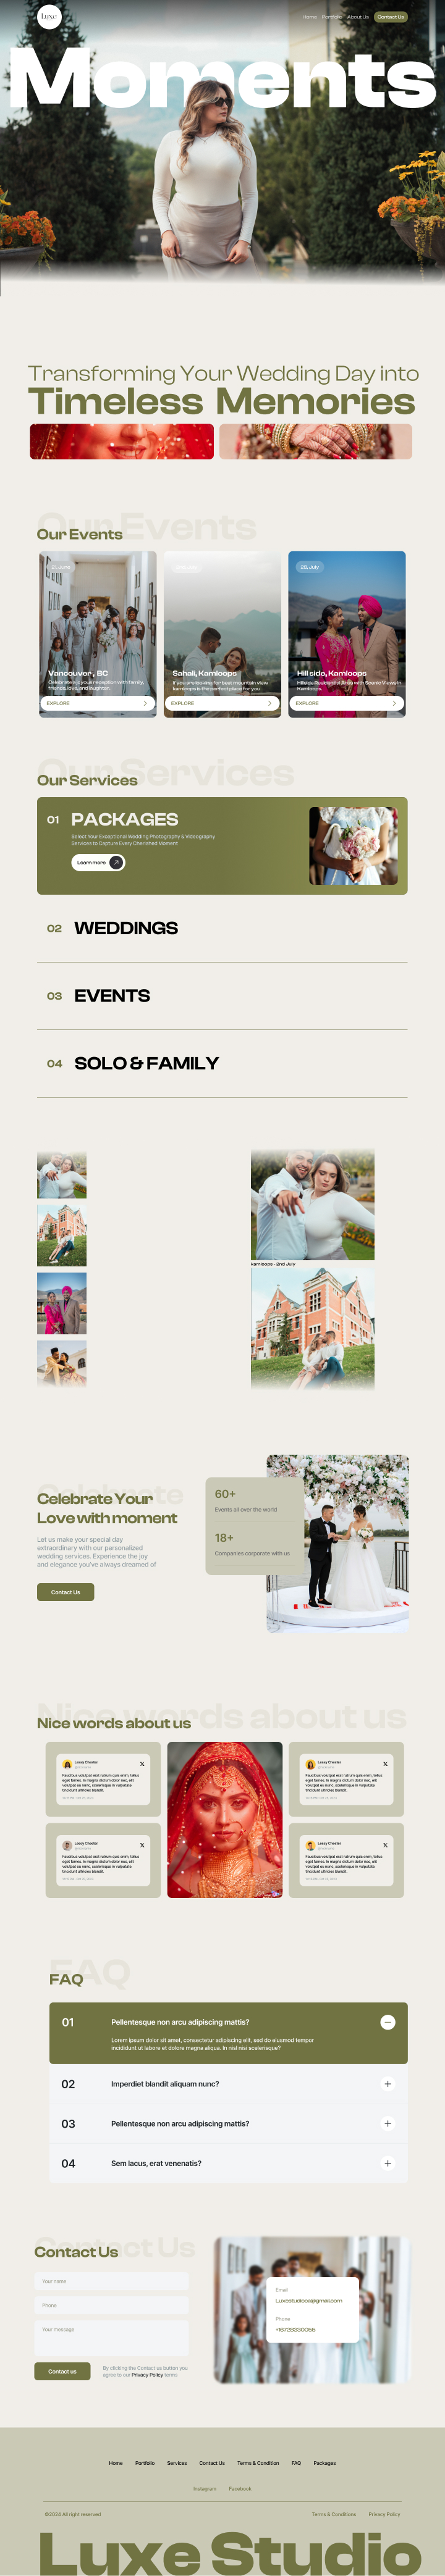 Luxe
Home Portfolio About Us Contact Us
Moments
Transforming Your Wedding Day into
Timeless Memories
Our Events
Our Events
Vancouver, BC
Celebrate your reception with family, friends, love, and laughter.
EXPLORE
Sahali, Kamloops
If you are looking for best mountain view
kamloops is the perfect place for you.
EXPLORE
25, July
Hill side, Kamloops
Hillside Residential Area with Scenic Views in
Kamloops.
EXPLORE
Our Services
Our Services
01 PACKAGES
Select Your Exceptional Wedding Photography & Videography
Services to Capture Every Cherished Moment
Learn more
02 WEDDINGS
03 EVENTS
04 SOLO & FAMILY
kamloops - 2nd July
Celebrate
Celebrate Your
Love with moment
Let us make your special day
extraordinary with our personalized
wedding services. Experience the joy
and elegance you've always dreamed of
Contact Us
60+
Events all over the world
18+
Companies corporate with us
Nice words about us
Nice words about us
Lessy Chester
Faucibus volutpat erat rutrum quis enim, tellus
eget fames. In magna dictum dolor nec, elit
volutpat eu nunc, scelerisque in vulputate
tincidunt ultricies blandit.
Lessy Chester
Faucibus volutpat erat rutrum quis enim, tellus
eget fames. In magna dictum dolor nec, elit
volutpat eu nunc, scelerisque in vulputate
tincidunt ultricies blandit.
Lessy Chester
Faucibus volutpat erat rutrum quis enim, tellus
eget fames. In magna dictum dolor nec, elit
volutpat eu nunc, scelerisque in vulputate
tincidunt ultricies blandit.
Lessy Chester
Faucibus volutpat erat rutrum quis enim, tellus
eget fames. In magna dictum dolor nec, elit
volutpat eu nunc, scelerisque in vulputate
tincidunt ultricies blandit.
FAQ
FAQ
01 Pellentesque non arcu adipiscing mattis?
Lorem ipsum dolor sit amet, consectetur adipiscing elit, sed do eiusmod tempor
incididunt ut labore et dolore magna aliqua. In nisl nisi scelerisque?
02 Imperdiet blandit aliquam nunc?
03 Pellentesque non arcu adipiscing mattis?
04 Sem lacus, erat venenatis?
Contact Us
Contact Us
Your name
Phone
Your message
Contact us
By clicking the Contact us button you
agree to our Privacy Policy terms
Email
Luxestudioca@gmail.com
Phone
+16728330055
Home Portfolio Services Contact Us Terms & Condition FAQ Packages
Instagram Facebook
©2024 All right reserved
Terms & Conditions Privacy Policy
Luxe Studio